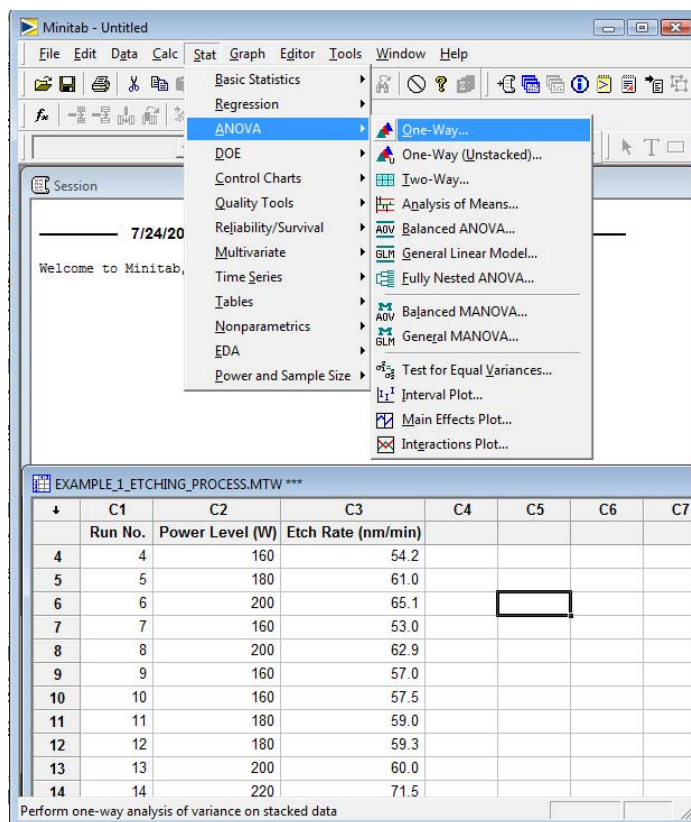 Minitab - Untitled
File Edit Data Calc Stat Graph Editor Tools Window Help
Basic Statistics
Regression
ANOVA
DOE
Control Charts
Quality Tools
Reliability/Survival
Multivariate
Time Series
Tables
Nonparametrics
EDA
Power and Sample Size
One-Way...
One-Way (Unstacked)...
Two-Way...
Analysis of Means...
Balanced ANOVA...
General Linear Model...
Fully Nested ANOVA...
Balanced MANOVA...
General MANOVA...
Test for Equal Variances...
Interval Plot...
Main Effects Plot...
Interactions Plot...
Session
7/24/20
Welcome to Minitab,
EXAMPLE_1_ETCHING_PROCESS.MTW ***
C1 C2 C3 C4 C5 C6 C7
Run No. Power Level (W) Etch Rate (nm/min)
4 4 160 54.2
5 5 180 61.0
6 6 200 65.1
7 7 160 53.0
8 8 200 62.9
9 9 160 57.0
10 10 160 57.5
11 11 180 59.0
12 12 180 59.3
13 13 200 60.0
14 14 220 71.5
Perform one-way analysis of variance on stacked data